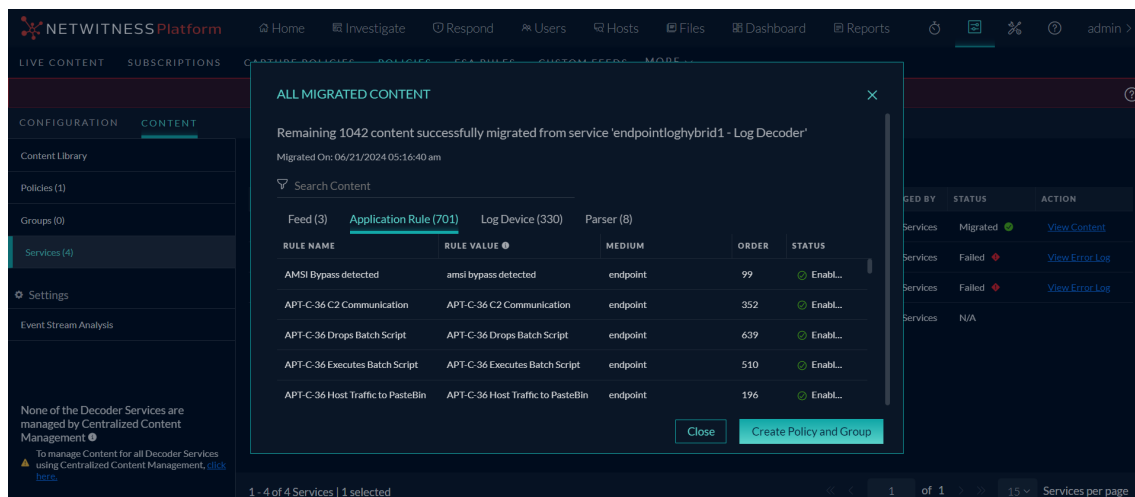 NETWITNESS Platform
Home
Investigate
Respond
Users
Hosts
Files
Dashboard
Reports
admin >
LIVE CONTENT
SUBSCRIPTIONS
CAPTURE POLICIES
POLICIES
ESA RULES
CUSTOM FEEDS
MORE
CONFIGURATION
CONTENT
Content Library
Policies (1)
Groups (0)
Services (4)
Settings
Event Stream Analysis
None of the Decoder Services are
managed by Centralized Content
Management
To manage Content for all Decoder Services
using Centralized Content Management, click
here.
ALL MIGRATED CONTENT
Remaining 1042 content successfully migrated from service 'endpointloghybrid1 - Log Decoder'
Migrated On: 06/21/2024 05:16:40 am
Search Content
Feed (3) Application Rule (701) Log Device (330) Parser (8)
RULE NAME RULE VALUE MEDIUM ORDER STATUS
AMSI Bypass detected amsi bypass detected endpoint 99 Enabl...
APT-C-36 C2 Communication APT-C-36 C2 Communication endpoint 352 Enabl...
APT-C-36 Drops Batch Script APT-C-36 Drops Batch Script endpoint 639 Enabl...
APT-C-36 Executes Batch Script APT-C-36 Executes Batch Script endpoint 510 Enabl...
APT-C-36 Host Traffic to PasteBin APT-C-36 Host Traffic to PasteBin endpoint 196 Enabl...
Close
Create Policy and Group
GED BY STATUS ACTION
Services Migrated View Content
Services Failed View Error Log
Services Failed View Error Log
Services N/A
1 - 4 of 4 Services | 1 selected
1 of 1
15 Services per page